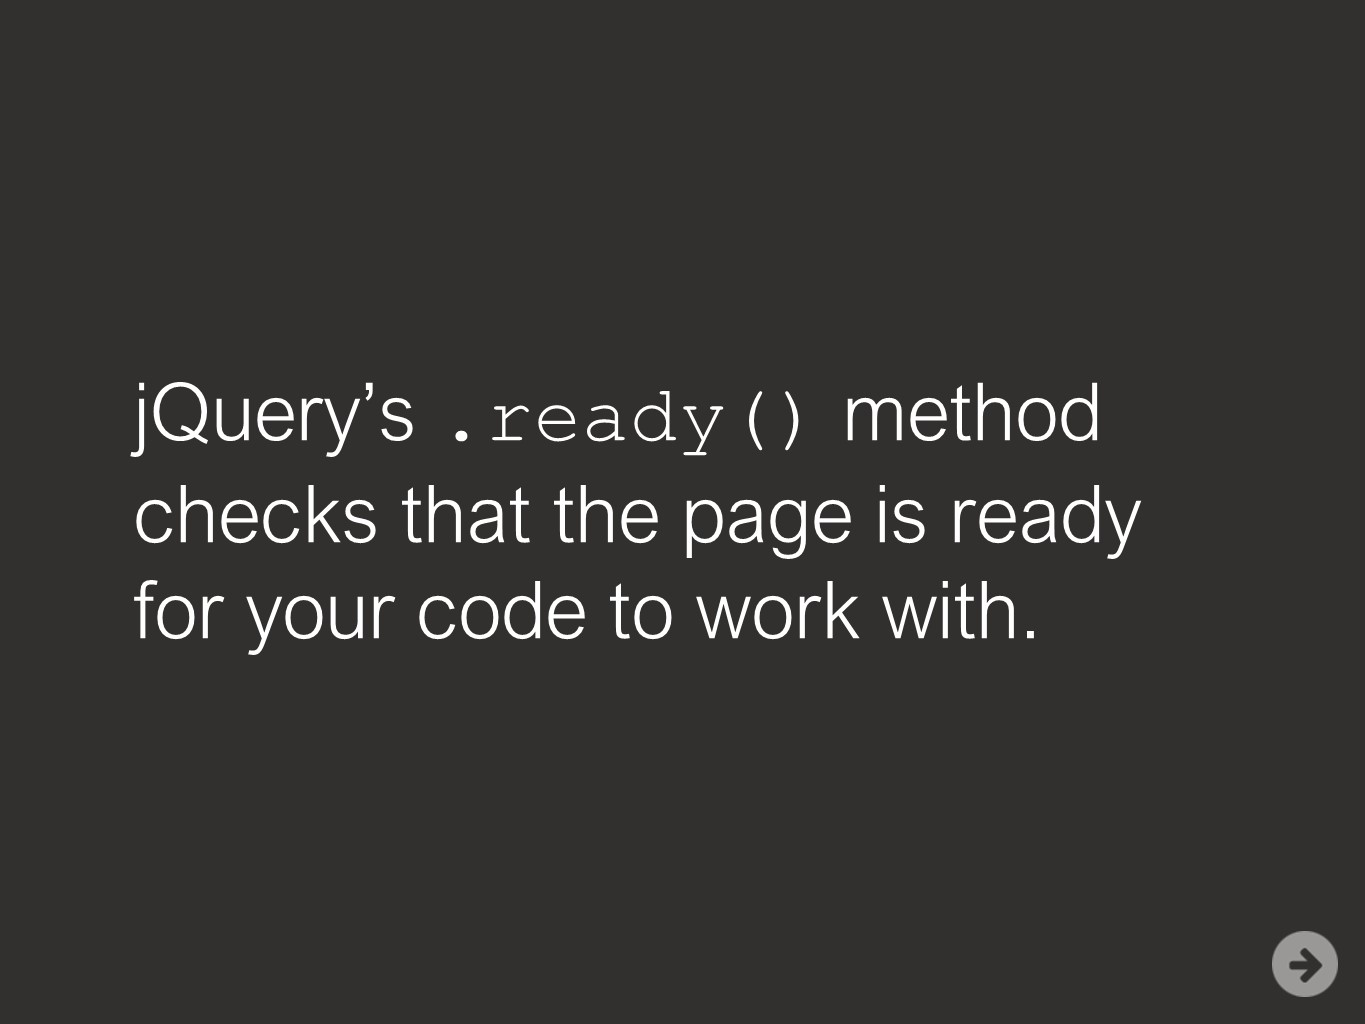 jQuery’s .ready() method
checks that the page is ready
for your code to work with.